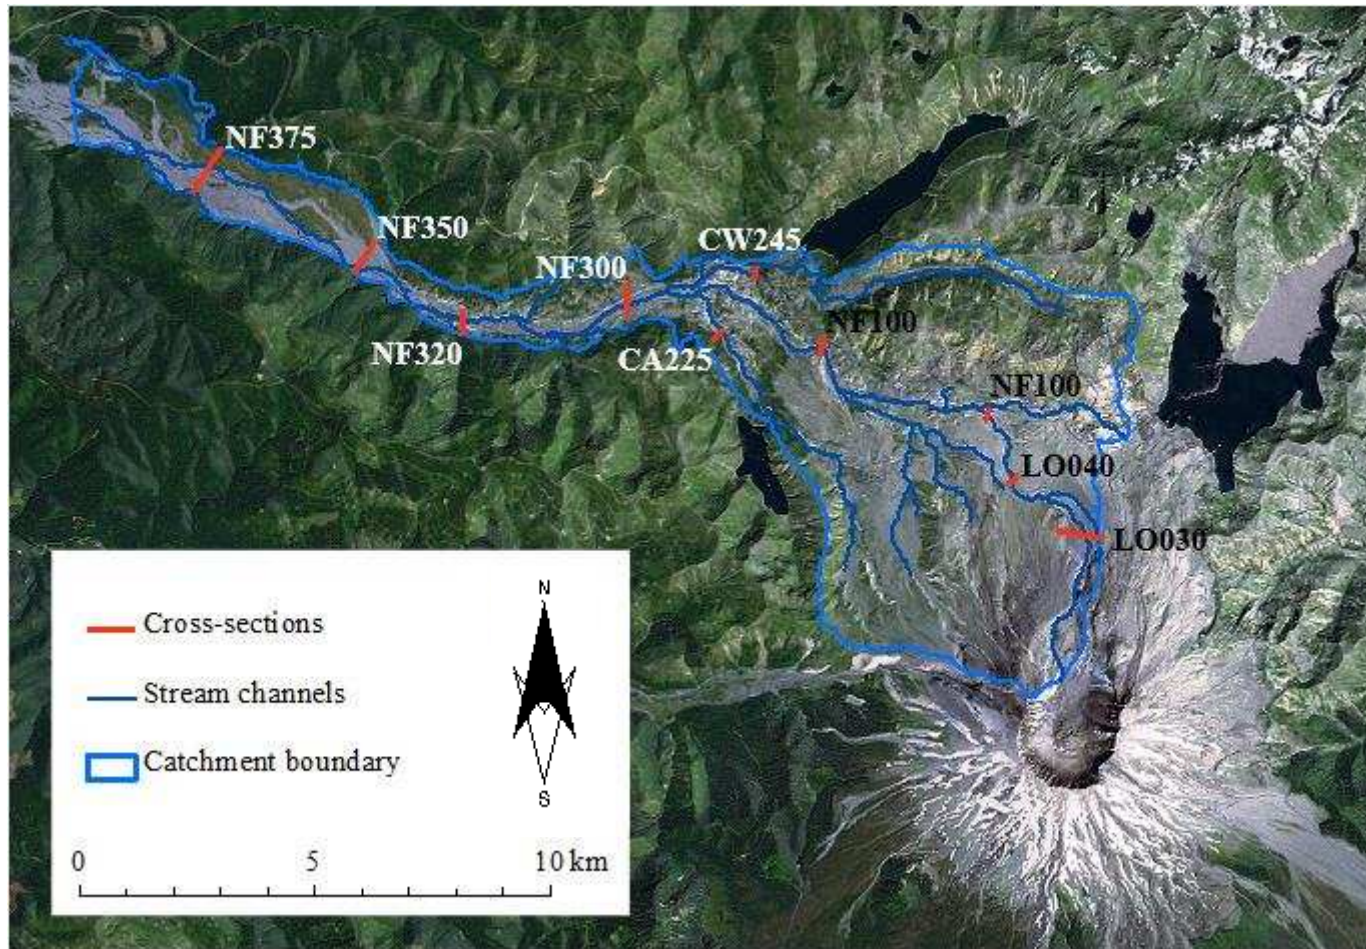 NF375
NF350
CW245
NF300
NF100
NF320
CA225
NF100
LO040
LO030
N
Cross-sections
Stream channels
S
Catchment boundary
0 5 10 km